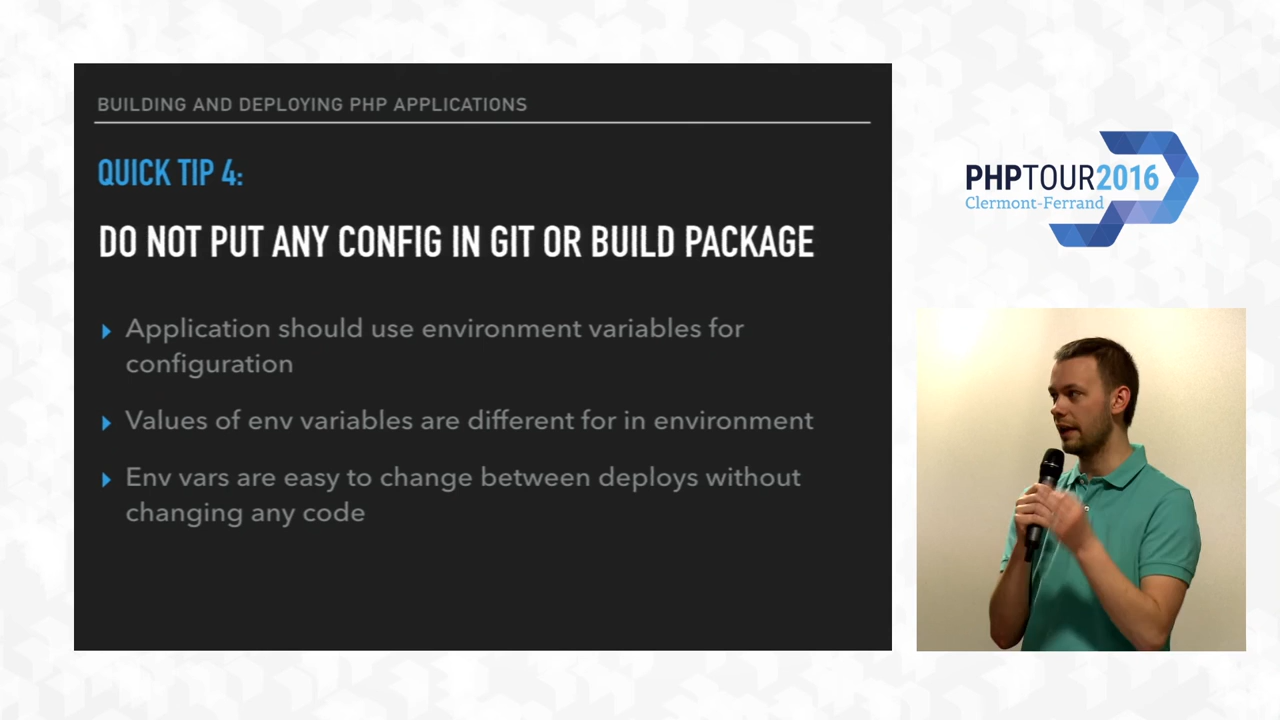 BUILDING AND DEPLOYING PHP APPLICATIONS
QUICK TIP 4:
DO NOT PUT ANY CONFIG IN GIT OR BUILD PACKAGE
Application should use environment variables for
configuration
Values of env variables are different for in environment
Env vars are easy to change between deploys without
changing any code
PHPTOUR2016
Clermont-Ferrand